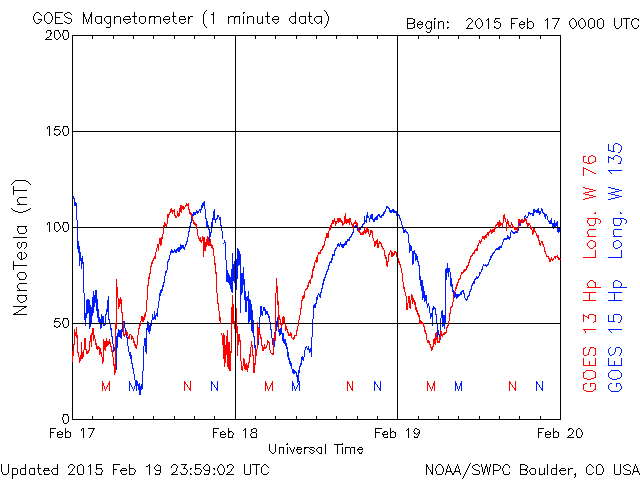 GOES Magnetometer (1 minute data)
Begin: 2015 Feb 17 0000 UTC
200
150
100
50
0
NanoTesla (nT)
M M N N M M N N M M N N
Feb 17 Feb 18 Feb 19 Feb 20
Universal Time
GOES 13 Hp Long. W 76
GOES 15 Hp Long. W 135
Updated 2015 Feb 19 23:59:02 UTC
NOAA/SWPC Boulder, CO USA